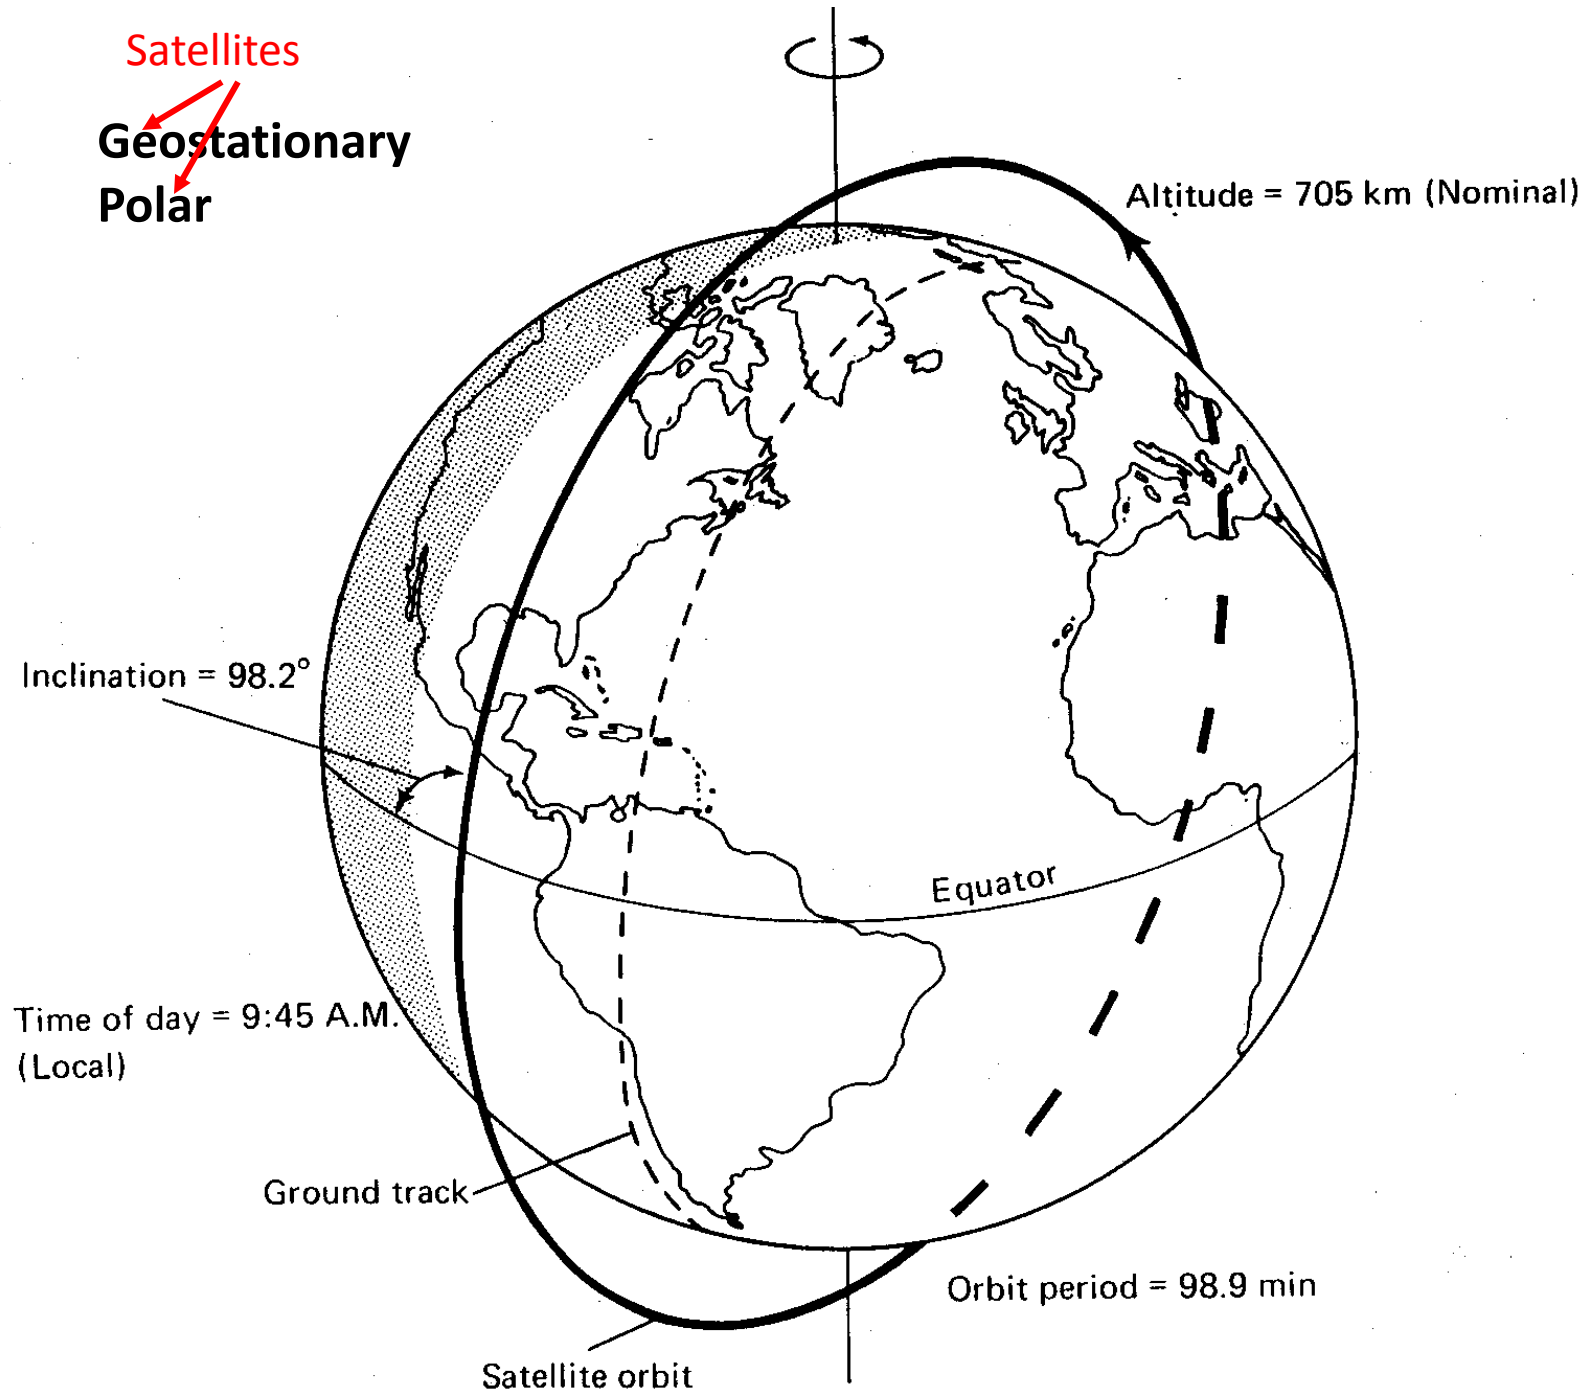 Satellites
Geostationary
Polar
Altitude = 705 km (Nominal)
Inclination = 98.2°
Equator
Time of day = 9:45 A.M.
(Local)
Ground track
Orbit period = 98.9 min
Satellite orbit